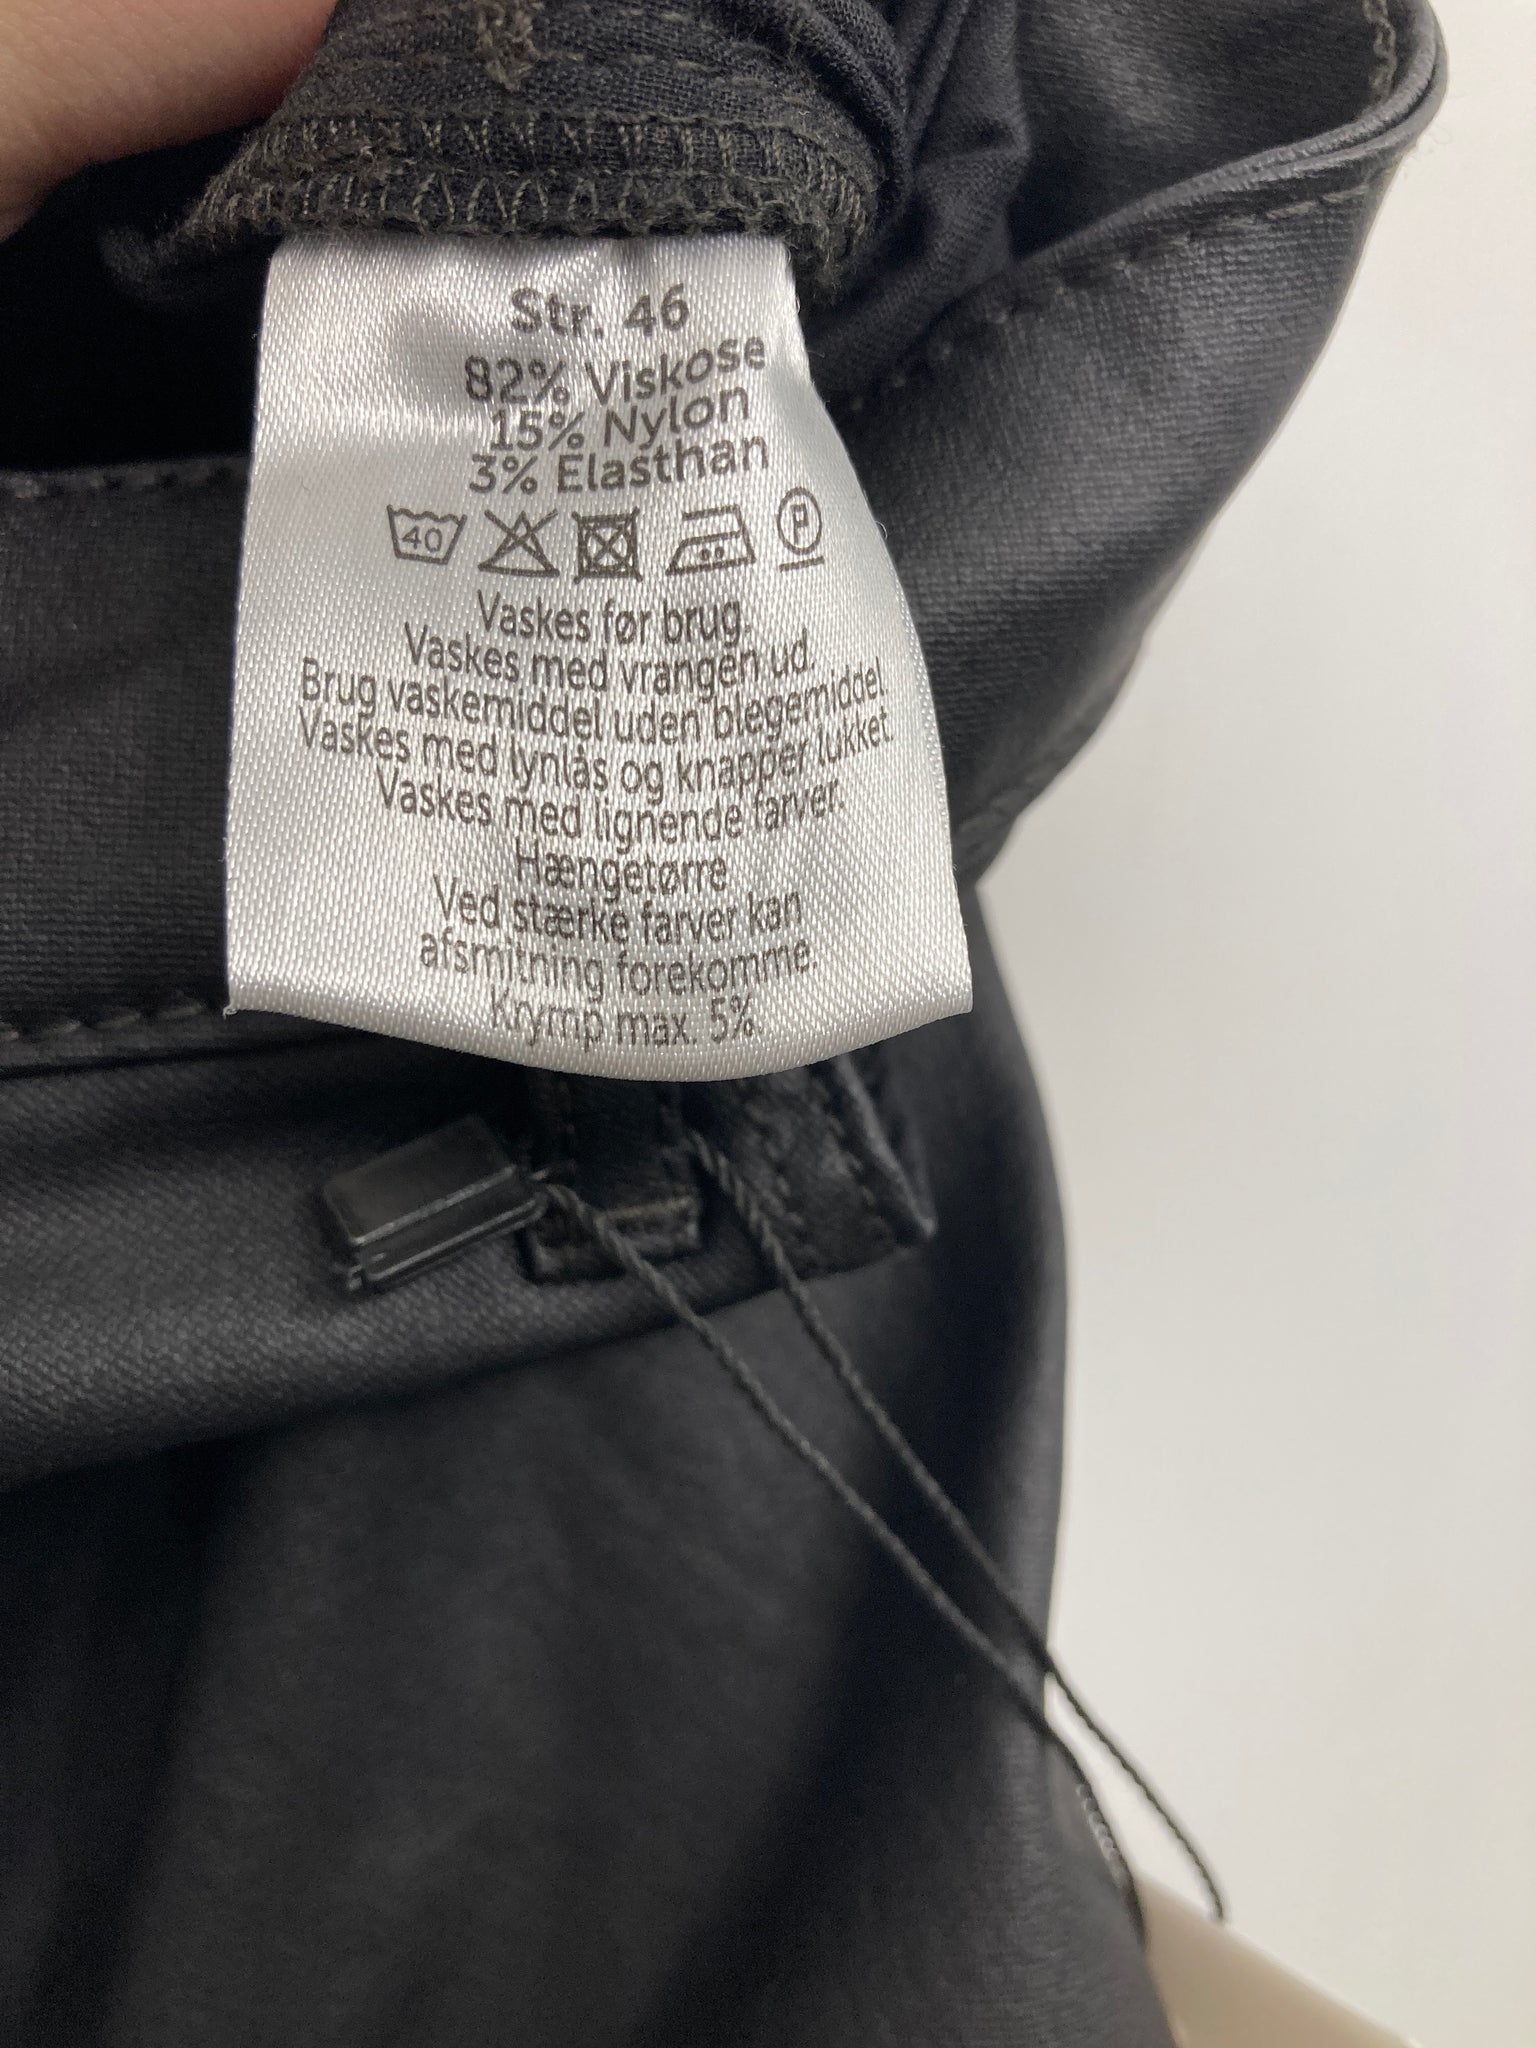 Str. 46
82% Viskose
15% Nylon
3% Elasthan
40 P
Vaskes før brug.
Vaskes med vrangen ud.
Brug vaskemiddel uden blegemiddel
Vaskes med lynlås og knapper lukket.
Vaskes med lignende farver.
Hængetørre
Ved stærke farver kan
afsmitning forekomme.
Krymp max. 5%